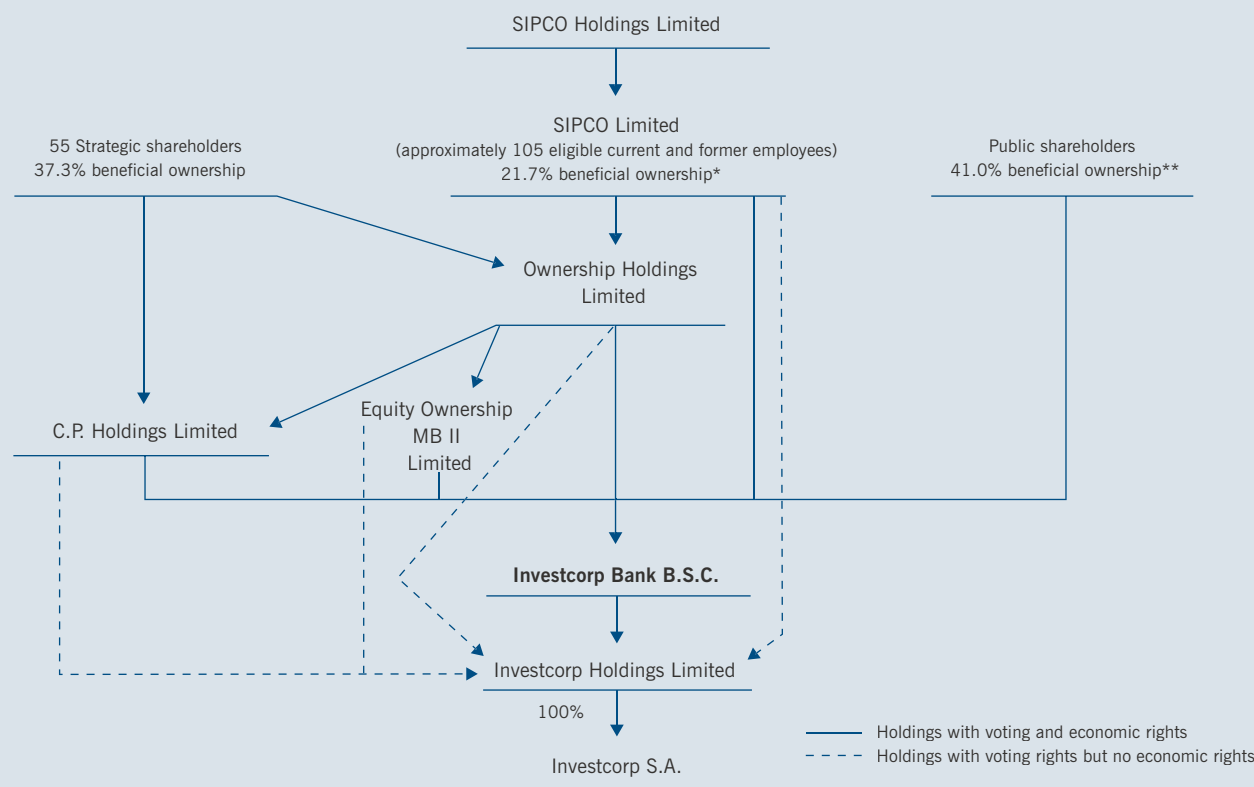 SIPCO Holdings Limited
SIPCO Limited
(approximately 105 eligible current and former employees)
21.7% beneficial ownership*
55 Strategic shareholders
37.3% beneficial ownership
Public shareholders
41.0% beneficial ownership**
Ownership Holdings
Limited
C.P. Holdings Limited
Equity Ownership
MB II
Limited
Investcorp Bank B.S.C.
Investcorp Holdings Limited
100%
Investcorp S.A.
Holdings with voting and economic rights
Holdings with voting rights but no economic rights